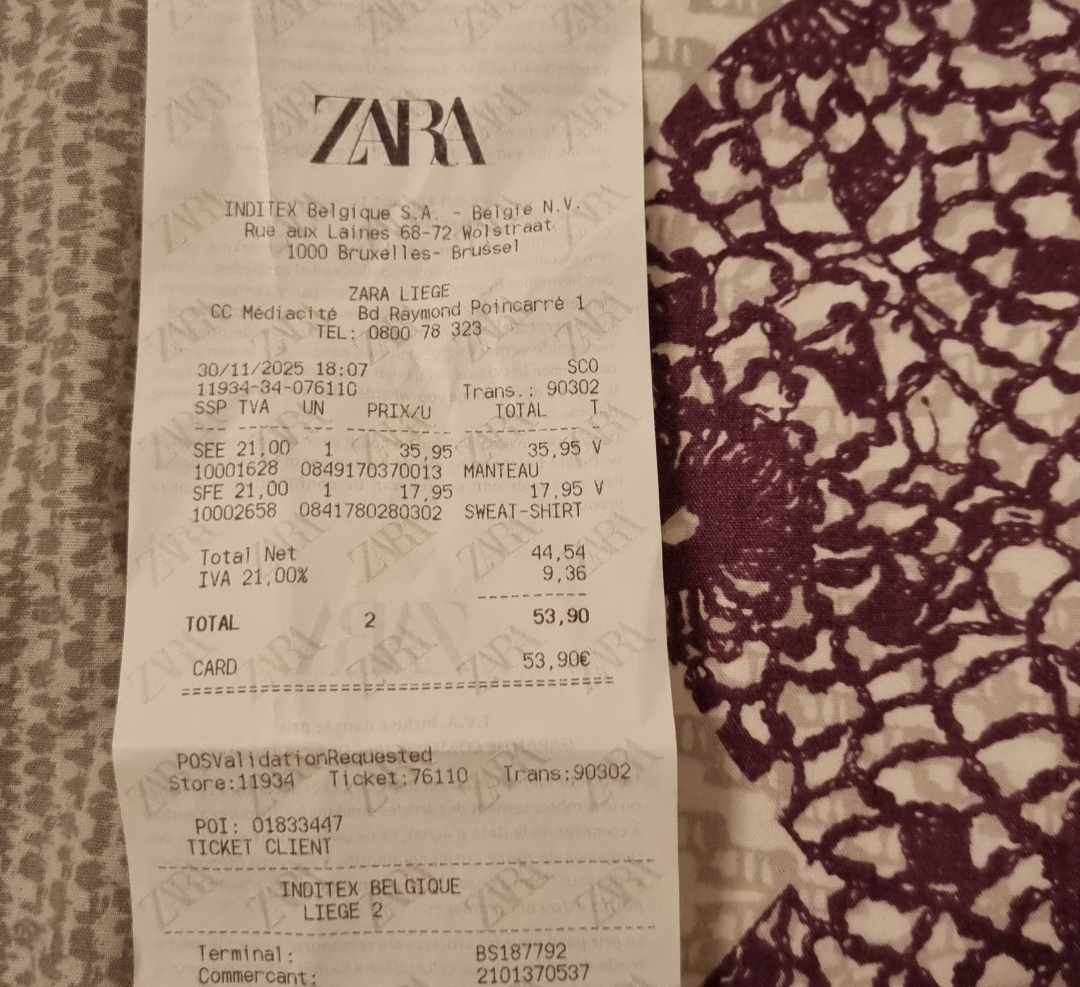 ZARA
INDITEX Belgique S.A. - België N.V.
Rue aux Laines 68-72 Wolstraat
1000 Bruxelles- Brussel
ZARA LIEGE
CC Médiacité Bd Raymond Poincarré 1
TEL: 0800 78 323
30/11/2025 18:07 SCO
11934-34-076110 Trans.: 90302
SSP TVA UN PRIX/U TOTAL T
SEE 21,00 1 35,95 35,95 V
10001628 0849170370013 MANTEAU
SFE 21,00 1 17,95 17,95 V
10002658 0841780280302 SWEAT-SHIRT
Total Net 44,54
IVA 21,00% 9,36
TOTAL 2 53,90
CARD 53,90€
POSValidationRequested
Store:11934 Ticket:76110 Trans:90302
POI: 01833447
TICKET CLIENT
INDITEX BELGIQUE
LIEGE 2
Terminal: BS187792
Commercant: 2101370537